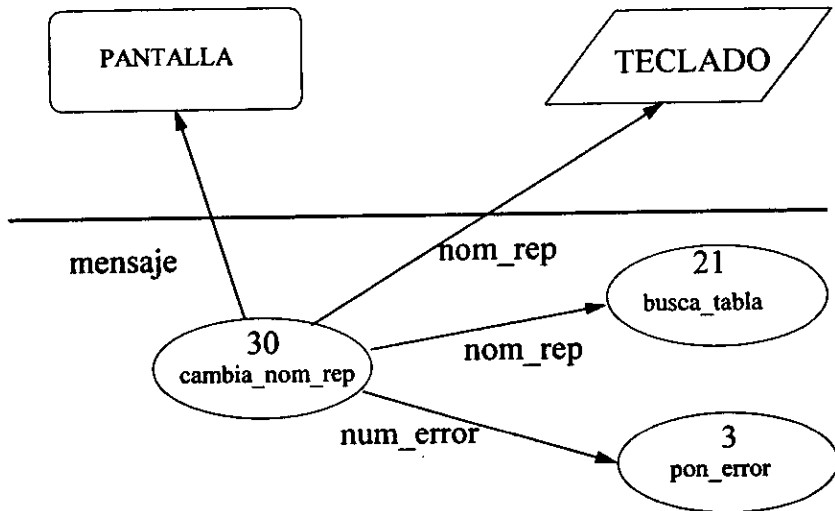 PANTALLA
TECLADO
mensaje
nom_rep
21
busca_tabla
30
cambia_nom_rep
nom_rep
num_error
3
pon_error